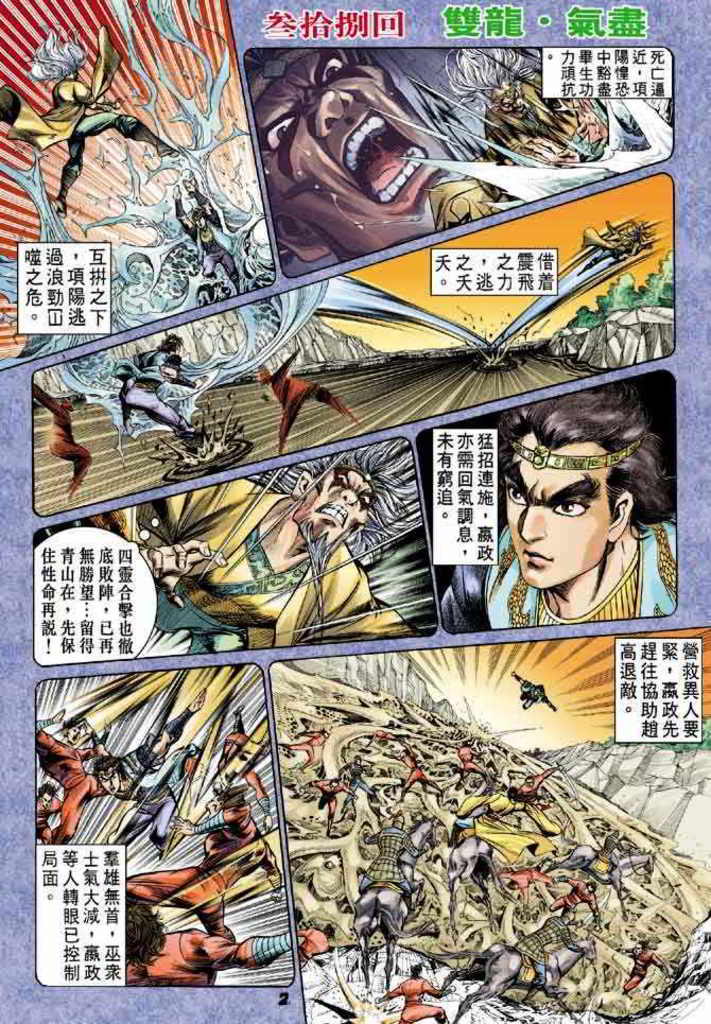 叁拾捌回 雙龍·氣盡
死亡逼
近，項
陽惶恐
中豁盡
畢生功
力頑抗
。
互拼之下
，項陽逃
過浪勁叿
噬之危。
借着
震飛
之力
，逃
之夭
夭。
猛招連施，嬴政
亦需回氣調息，
未有窮追。
四靈合擊也徹
底敗陣，已再
無勝望⋯留得
青山在，先保
住性命再説！
營救異人要
緊，嬴政先
趕往協助趙
高退敵。
羣雄無首，巫衆
士氣大減，嬴政
等人轉眼已控制
局面。
2